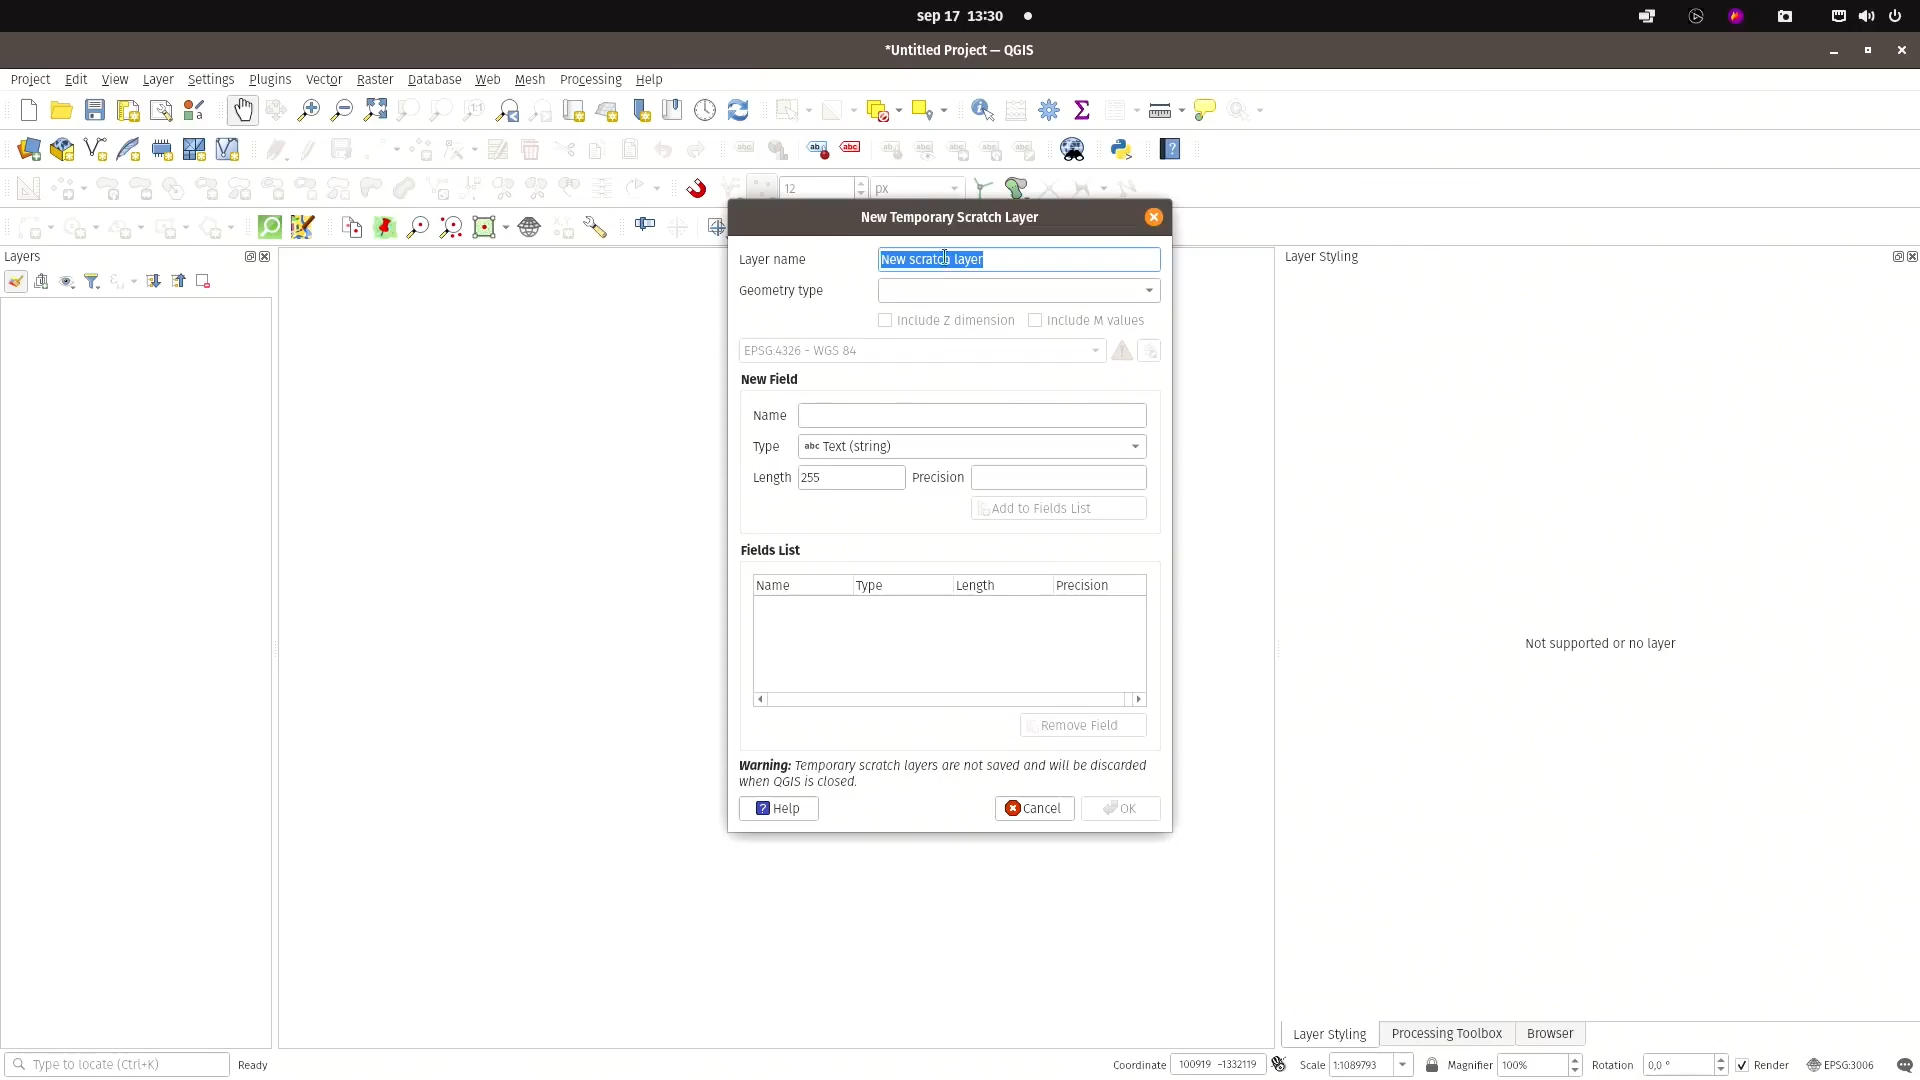 sep 17 13:30
*Untitled Project — QGIS
Project Edit View Layer Settings Plugins Vector Raster Database Web Mesh Processing Help
12 px
New Temporary Scratch Layer
Layers
Layer Styling
Layer name New scratch layer
Geometry type
Include Z dimension Include M values
EPSG:4326 - WGS 84
New Field
Name
Type abc Text (string)
Length 255 Precision
Add to Fields List
Fields List
Name Type Length Precision
Not supported or no layer
Remove Field
Warning: Temporary scratch layers are not saved and will be discarded
when QGIS is closed.
Help Cancel OK
Layer Styling Processing Toolbox Browser
Type to locate (Ctrl+K) Ready Coordinate 100919 -1332119 Scale 1:1089793 Magnifier 100% Rotation 0,0 ° Render EPSG:3006